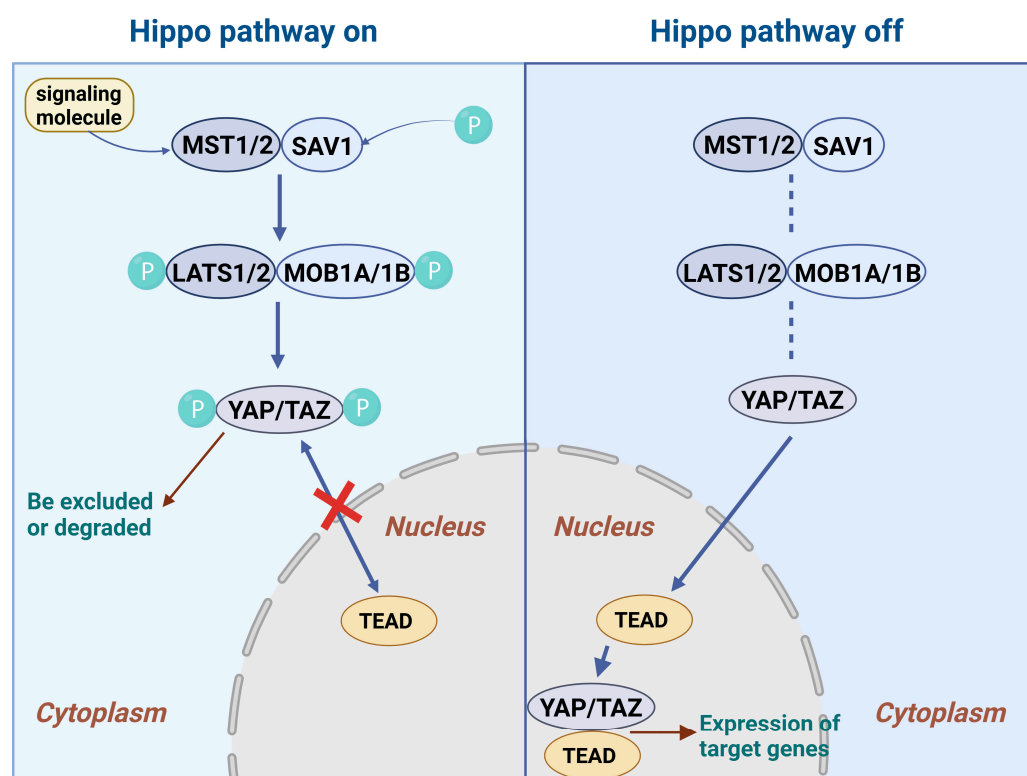 Hippo pathway on
signaling
molecule
MST1/2
SAV1
P
P
LATS1/2
MOB1A/1B
P
P
YAP/TAZ
P
Be excluded
or degraded
Nucleus
TEAD
Cytoplasm
Hippo pathway off
MST1/2
SAV1
LATS1/2
MOB1A/1B
YAP/TAZ
Nucleus
TEAD
YAP/TAZ
TEAD
Expression of
target genes
Cytoplasm